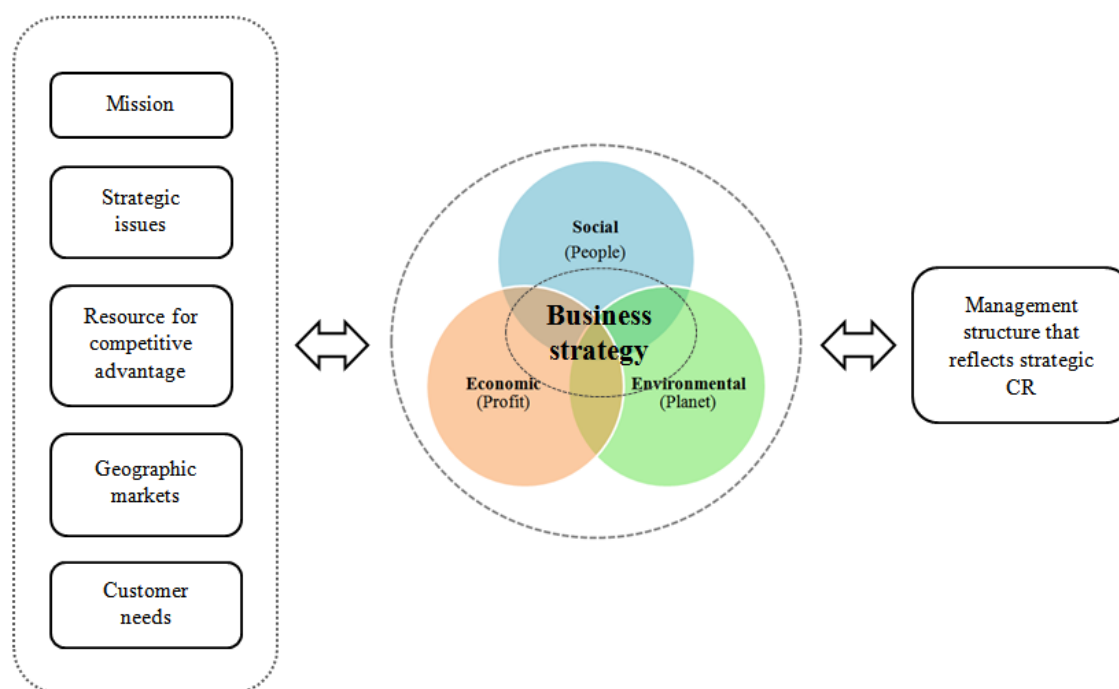 Mission
Strategic
issues
Resource for
competitive
advantage
Geographic
markets
Customer
needs
Social
(People)
Business
strategy
Economic
(Profit)
Environmental
(Planet)
Management
structure that
reflects strategic
CR